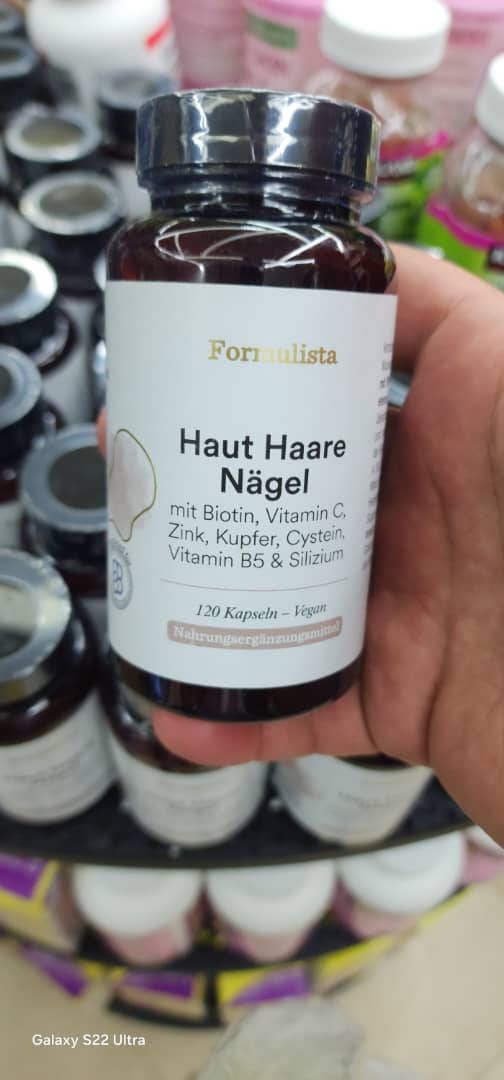 Formulista
Haut Haare
Nägel
mit Biotin, Vitamin C,
Zink, Kupfer, Cystein,
Vitamin B5 & Silizium
120 Kapseln – Vegan
Nahrungsergänzungsmittel
Galaxy S22 Ultra